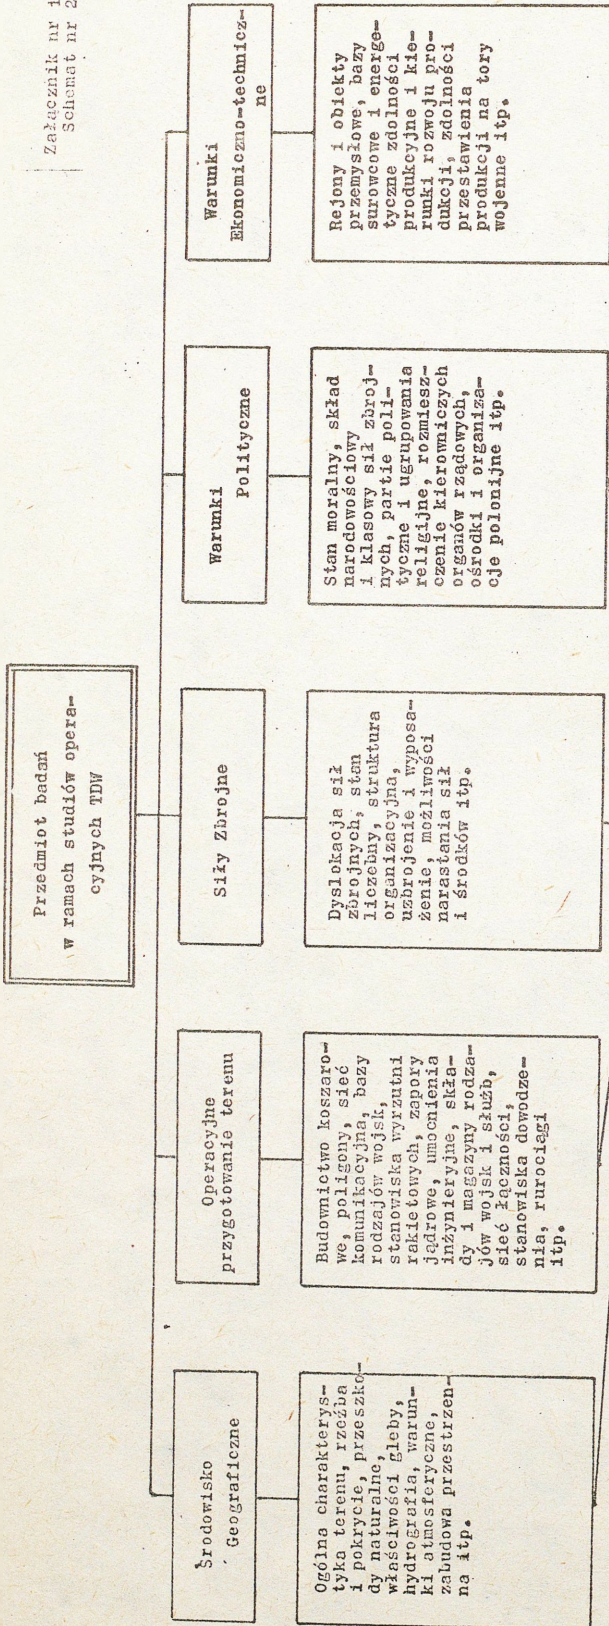 Załącznik nr 1
Schemat nr 2
Przedmiot badań
w ramach studiów opera-
cyjnych TDW
Środowisko
Geograficzne
Operacyjne
przygotowanie terenu
Siły Zbrojne
Warunki
Polityczne
Warunki
Ekonomiczno-technicz-
ne
Ogólna charakterys-
tyka terenu, rzeźba
i pokrycie, przeszko-
dy naturalne,
właściwości gleby,
hydrografia, warun-
ki atmosferyczne,
zabudowa przestrzen-
na itp.
Budownictwo koszaro-
we, poligony, sieć
komunikacyjna, bazy
rodzajów wojsk,
stanowiska wyrzutni
rakietowych, zapory
jądrowe, umocnienia
inżynieryjne, skła-
dy i magazyny rodza-
jów wojsk i służb,
sieć łączności,
stanowiska dowodze-
nia, rurociągi
itp.
Dyslokacja sił
zbrojnych, stan
liczebny, struktura
organizacyjna,
uzbrojenie i wyposa-
żenie, możliwości
narastania sił
i środków itp.
Stan moralny, skład
narodowościowy
i klasowy sił zbroj-
nych, partie poli-
tyczne i ugrupowania
religijne, rozmiesz-
czenie kierowniczych
organów rządowych,
ośrodki i organiza-
cje polonijne itp.
Rejony i obiekty
przemysłowe, bazy
surowcowe i energe-
tyczne zdolności
produkcyjne i kie-
runki rozwoju pro-
dukcji, zdolności
przestawienia
produkcji na tory
wojenne itp.